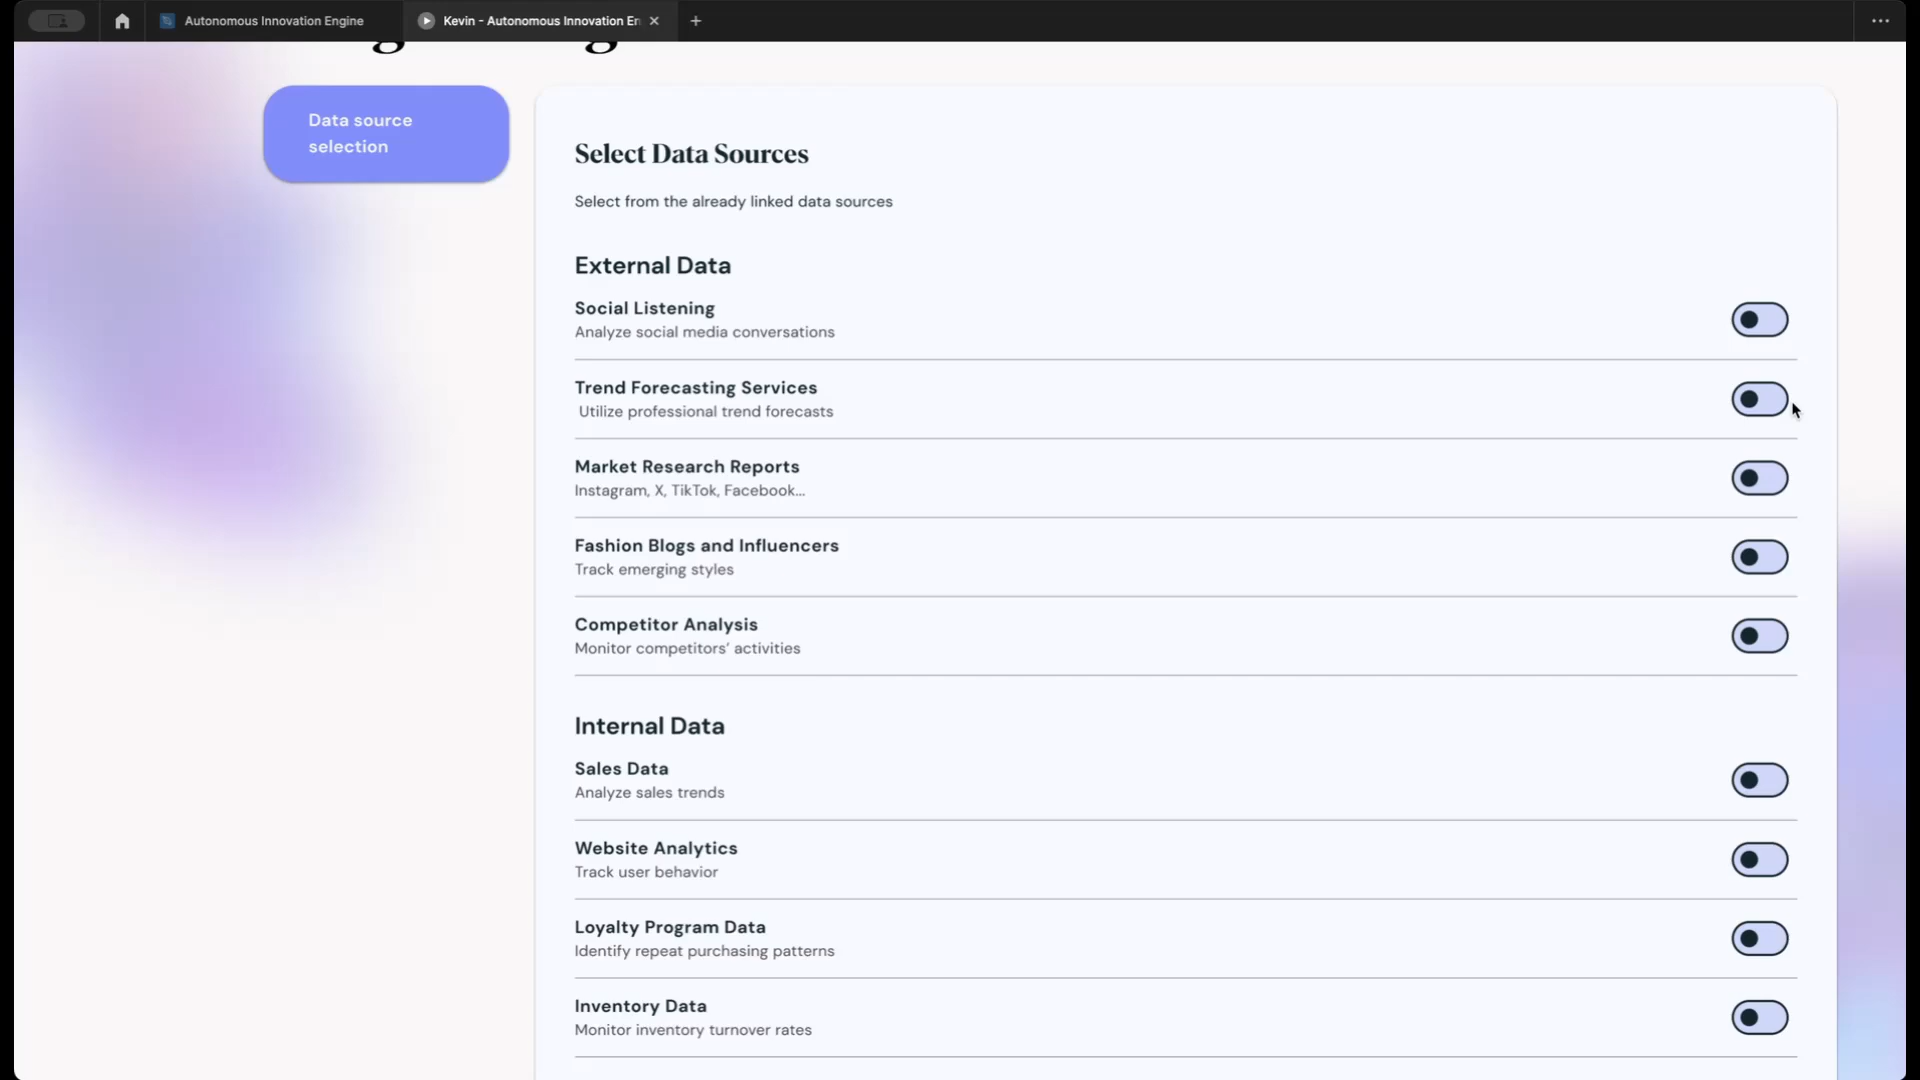 Autonomous Innovation Engine
Kevin - Autonomous Innovation En
Data source
selection
Select Data Sources
Select from the already linked data sources
External Data
Social Listening
Analyze social media conversations
Trend Forecasting Services
Utilize professional trend forecasts
Market Research Reports
Instagram, X, TikTok, Facebook...
Fashion Blogs and Influencers
Track emerging styles
Competitor Analysis
Monitor competitors’ activities
Internal Data
Sales Data
Analyze sales trends
Website Analytics
Track user behavior
Loyalty Program Data
Identify repeat purchasing patterns
Inventory Data
Monitor inventory turnover rates